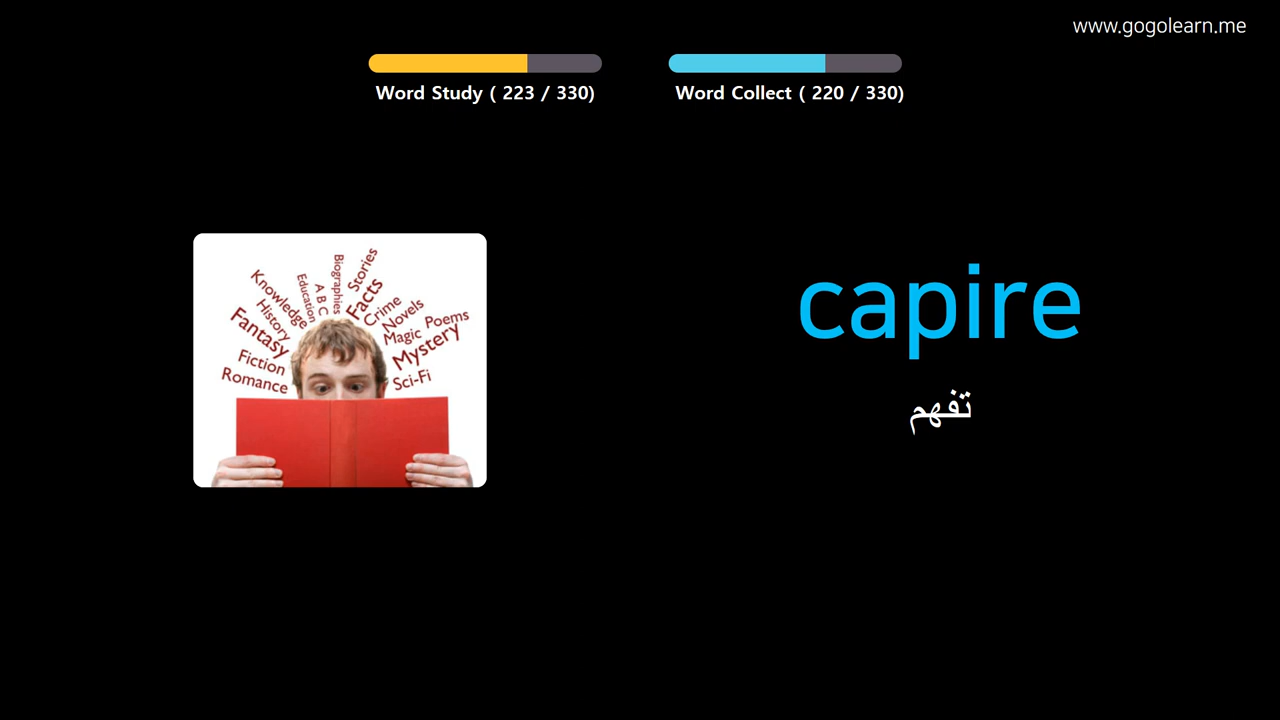 www.gogolearn.me
Word Study ( 223 / 330)
Word Collect ( 220 / 330)
capire
تفهم
Knowledge
History
Fantasy
Fiction
Romance
Education
A B C
Biographies
Stories
Facts
Crime
Novels
Magic
Poems
Mystery
Sci-Fi